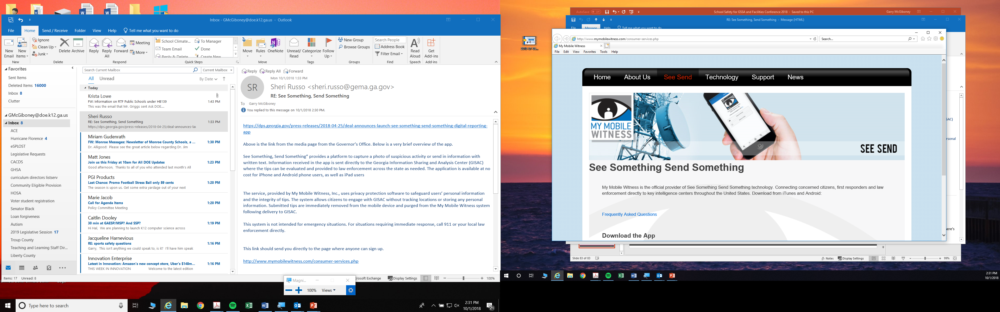 Inbox - GMcGiboney@doe.k12.ga.us - Outlook
File Home Send / Receive Folder View Help Tell me what you want to do
New Email
New Items
New
Ignore
Clean Up
Junk
Delete
Archive
Delete
Reply
Reply All
Forward
Meeting
More
Respond
School Climate...
Team Email
Reply & Delete
To Manager
Done
Create New
Quick Steps
Move
Rules
OneNote
Move
Unread/ Read
Categorize
Follow Up
Tags
New Group
Browse Groups
Groups
Search People
Address Book
Filter Email
Find
Read Aloud
Speech
Get Add-ins
Add-ins
Favorites
Sent Items
Deleted Items 16000
Inbox 8
Clutter
GMcGiboney@doe.k12.ga.us
Inbox 8
ACE
Hurricane Florence 4
eSPLOST
Legislative Requests
CACDS
GHSA
curriculum directors listserv
Community Eligible Provision
HOSA
Voter student registration
Senator Black
Loan forgiveness
Autism
2019 Legislative Session 17
Troup County
Teaching and Learning Staff Dir...
Liberty County
Items: 17 Unread: 8
Search Current Mailbox Current Mailbox
All Unread By Date
Today
Krista Lowe
FW: Information on RTF Public Schools under HB139 1:43 PM
This was the email that Mr. Griggs sent Ask DOE....
Sheri Russo
RE: See Something, Send Something 1:33 PM
https://dps.georgia.gov/press-releases/2018-04-25/deal-announces-lau
Miriam Gudenrath
FW: Monroe Messages: Newsletter of Monroe County Schools, a ... 1:30 PM
Dr. Alligood: Please see the great article below regarding Dr. Jim
Matt Jones
Join us this Friday at 10am for All DOE Updates 1:23 PM
Good afternoon, Thanks to all of you who attended last month's All
PGI Products
Last Chance: Promo Football Stress Ball only 89 cents 1:20 PM
The season is upon us. Get some extra yardage out of your next
Marie Jacob
Call for Agenda Items 1:20 PM
Policy Committee Meeting
Caitlin Dooley
30 min at GAESP/MSP? And SSP? 1:19 PM
Hi Hal, We are planning to launch K12 computer science across
Jacqueline Harnevious
RE: sports safety questions 1:16 PM
Garry, This isn't anything we could speak to, is it? I'll have him speak
Innovation Enterprise
Latest in Innovation: Amazon's new concept store, Uber's $148m... 1:16 PM
THIS WEEK IN INNOVATION Welcome to the latest edition
Reply Reply All Forward
Mon 10/1/2018 1:33 PM
SR
Sheri Russo <sheri.russo@gema.ga.gov>
RE: See Something, Send Something
To Garry McGiboney
You replied to this message on 10/1/2018 2:30 PM.
https://dps.georgia.gov/press-releases/2018-04-25/deal-announces-launch-see-something-send-something-digital-reporting-
app
Above is the link from the media page from the Governor's Office. Below is a very brief overview of the app.
See Something, Send Something" provides a platform to capture a photo of suspicious activity or send in information with
written text. Information received in the app is sent directly to the Georgia Information Sharing and Analysis Center (GISAC)
where the tips can be evaluated and provided to law enforcement across the state as needed. The application is available at no
cost for iPhone and Android phone users, as well as iPad users
The service, provided by My Mobile Witness, Inc., uses privacy protection software to safeguard users' personal information
and the integrity of tips. The system allows citizens to engage with GISAC without tracking locations or storing any personal
information. Submitted tips are immediately removed from the mobile device and purged from the My Mobile Witness system
following delivery to GISAC.
This system is not intended for emergency situations. For situations requiring immediate response, call 911 or your local law
enforcement directly.
This link should send you directly to the page where anyone can sign up.
http://www.mymobilewitness.com/consumer-services.php
crosoft Exchange Display Settings 100%
Magni...
100% Views
Type here to search
2:31 PM
10/1/2018
21
AutoSave Off School Safety for GSSA and Facilities Conference 2018 - Saved to this PC Garry McGiboney
RE: See Something, Send Something - Message (HTML)
File Message Help Tell me what you want to do
http://www.mymobilewitness.com/consumer-services.php Search...
My Mobile Witness
File Edit View Favorites Tools Help
Home About Us See Send Technology Support News
MY MOBILE
WITNESS
SEE SEND
See Something Send Something
My Mobile Witness is the official provider of See Something Send Something technology. Connecting concerned citizens, first responders and law
enforcement directly to key intelligence centers throughout the United States. Download from iTunes and Android:
Frequently Asked Questions
Download the App
SAC)
ersonal
here's
Slide 83 of 83 Notes Display Settings 99%
2:31 PM
10/1/2018